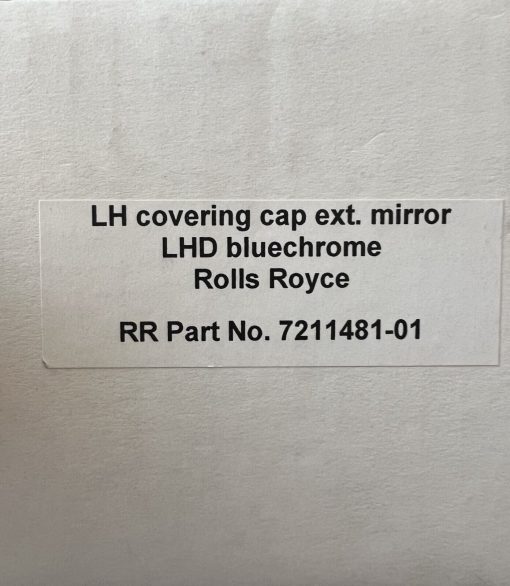 LH covering cap ext. mirror
LHD bluechrome
Rolls Royce
RR Part No. 7211481-01